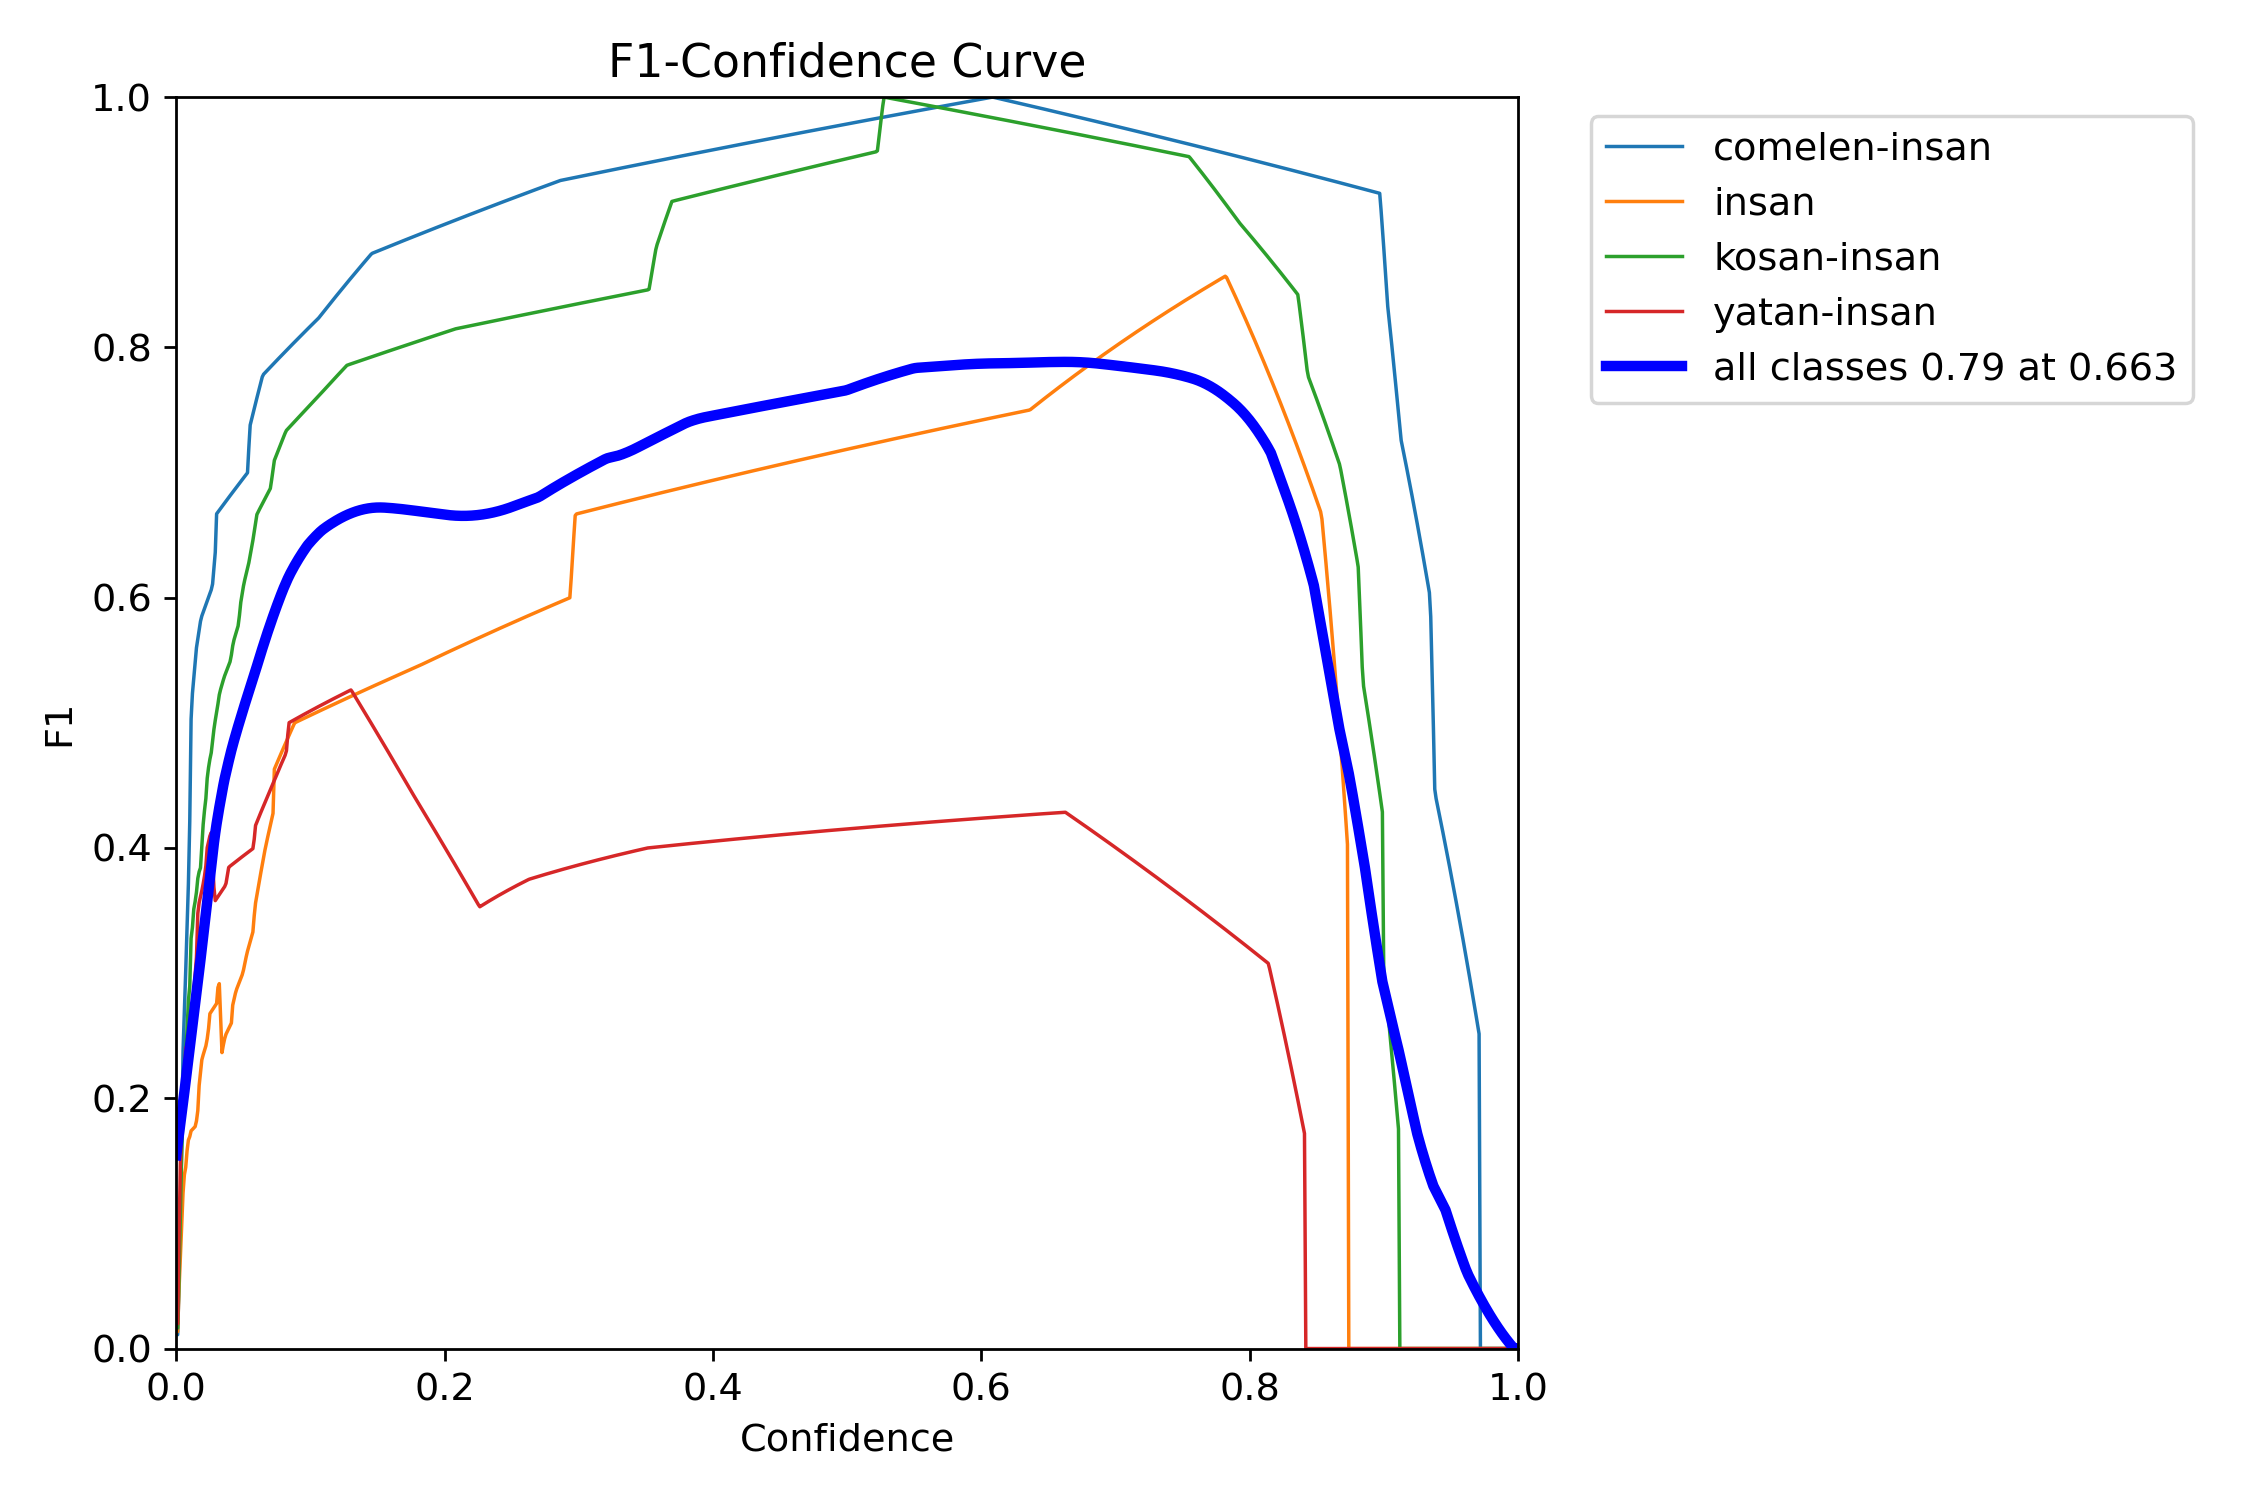 F1-Confidence Curve
1.0
0.8
0.6
0.4
0.2
0.0
F1
0.0 0.2 0.4 0.6 0.8 1.0
Confidence
comelen-insan
insan
kosan-insan
yatan-insan
all classes 0.79 at 0.663